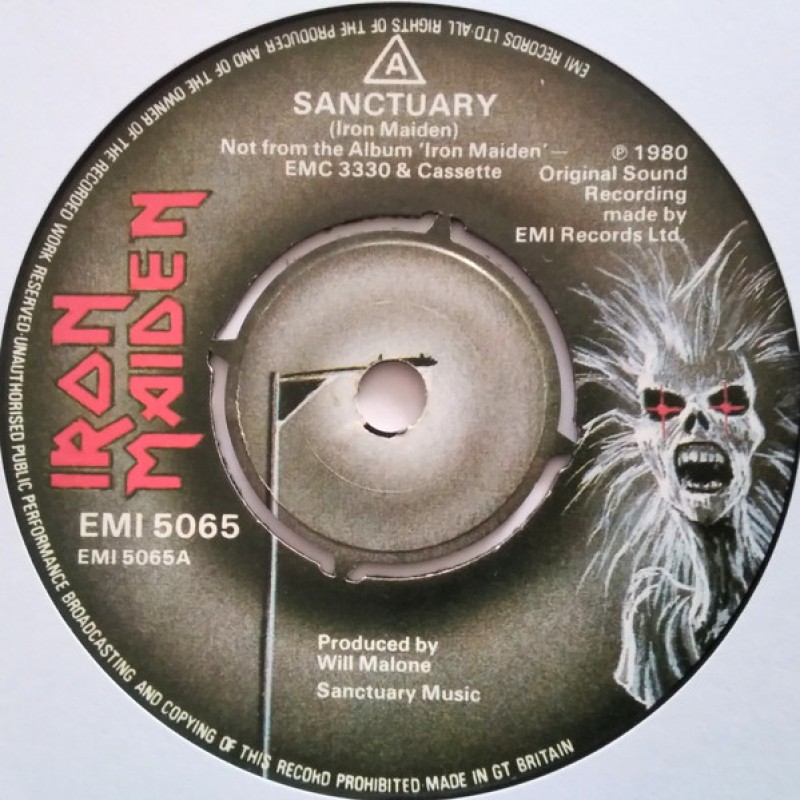 EMI RECORDS LTD. ALL RIGHTS OF THE PRODUCER AND OF THE OWNER OF THE RECORDED WORK RESERVED·UNAUTHORISED PUBLIC PERFORMANCE BROADCASTING AND COPYING OF THIS RECORD PROHIBITED·MADE IN GT BRITAIN
A
SANCTUARY
(Iron Maiden)
Not from the Album 'Iron Maiden' —
EMC 3330 & Cassette
℗ 1980
Original Sound
Recording
made by
EMI Records Ltd.
IRON
MAIDEN
EMI 5065
EMI 5065A
Produced by
Will Malone
Sanctuary Music